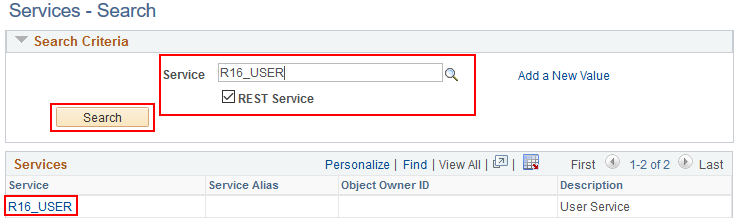 Services - Search
Search Criteria
Service R16_USER Add a New Value
REST Service
Search
Services Personalize | Find | View All | | First 1-2 of 2 Last
Service Service Alias Object Owner ID Description
R16_USER User Service